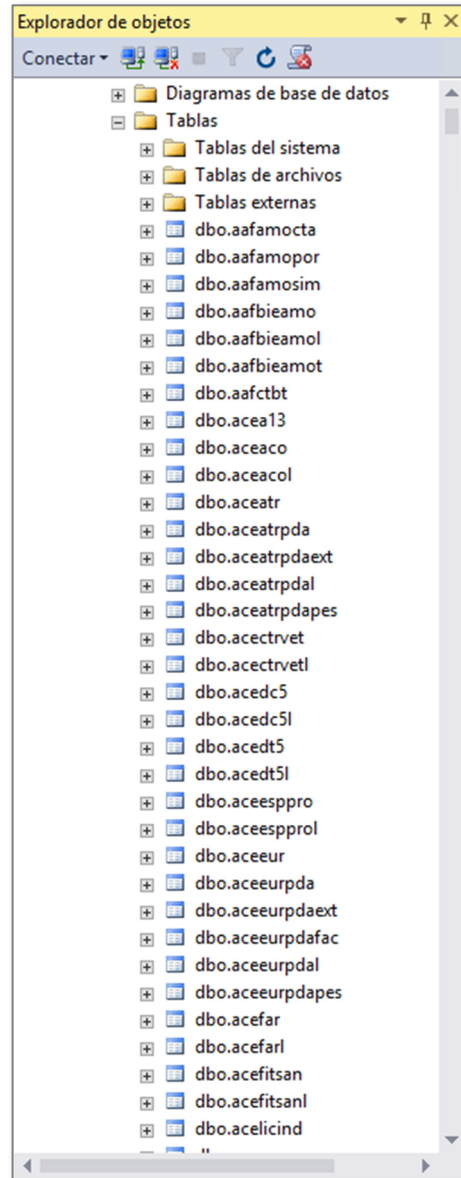 Explorador de objetos
Conectar
Diagramas de base de datos
Tablas
Tablas del sistema
Tablas de archivos
Tablas externas
dbo.aafamocta
dbo.aafamopor
dbo.aafamosim
dbo.aafbieamo
dbo.aafbieamol
dbo.aafbieamot
dbo.aafctbt
dbo.acea13
dbo.aceaco
dbo.aceacol
dbo.aceatr
dbo.aceatrpda
dbo.aceatrpdaext
dbo.aceatrpdal
dbo.aceatrpdapes
dbo.acectrvet
dbo.acectrvetl
dbo.acedc5
dbo.acedc5l
dbo.acedt5
dbo.acedt5l
dbo.aceesppro
dbo.aceespprol
dbo.aceeur
dbo.aceeurpda
dbo.aceeurpdaext
dbo.aceeurpdafac
dbo.aceeurpdal
dbo.aceeurpdapes
dbo.acefar
dbo.acefarl
dbo.acefitsan
dbo.acefitsanl
dbo.acelicind